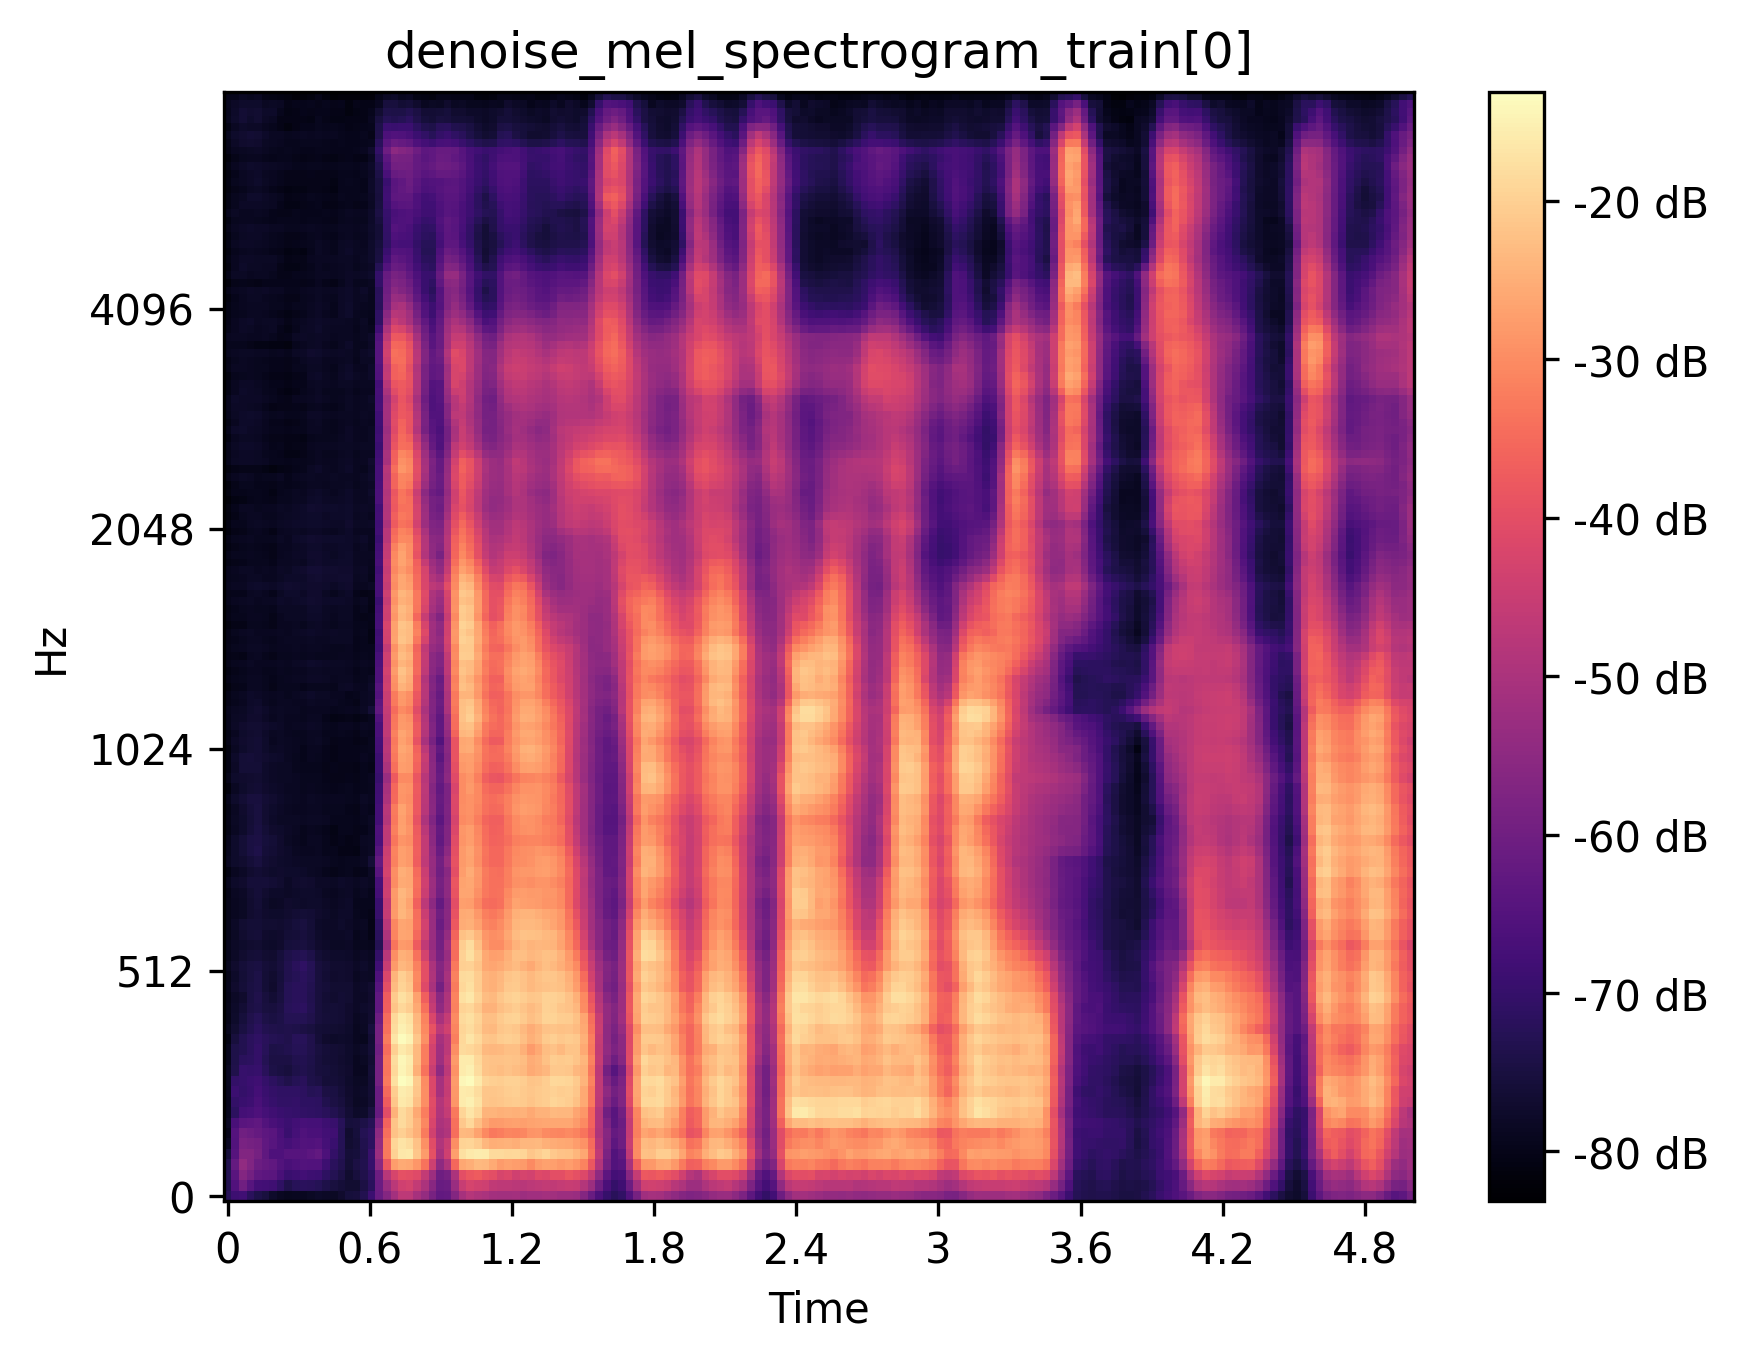 denoise_mel_spectrogram_train[0]
Hz
4096
2048
1024
512
0
0 0.6 1.2 1.8 2.4 3 3.6 4.2 4.8
Time
-20 dB
-30 dB
-40 dB
-50 dB
-60 dB
-70 dB
-80 dB